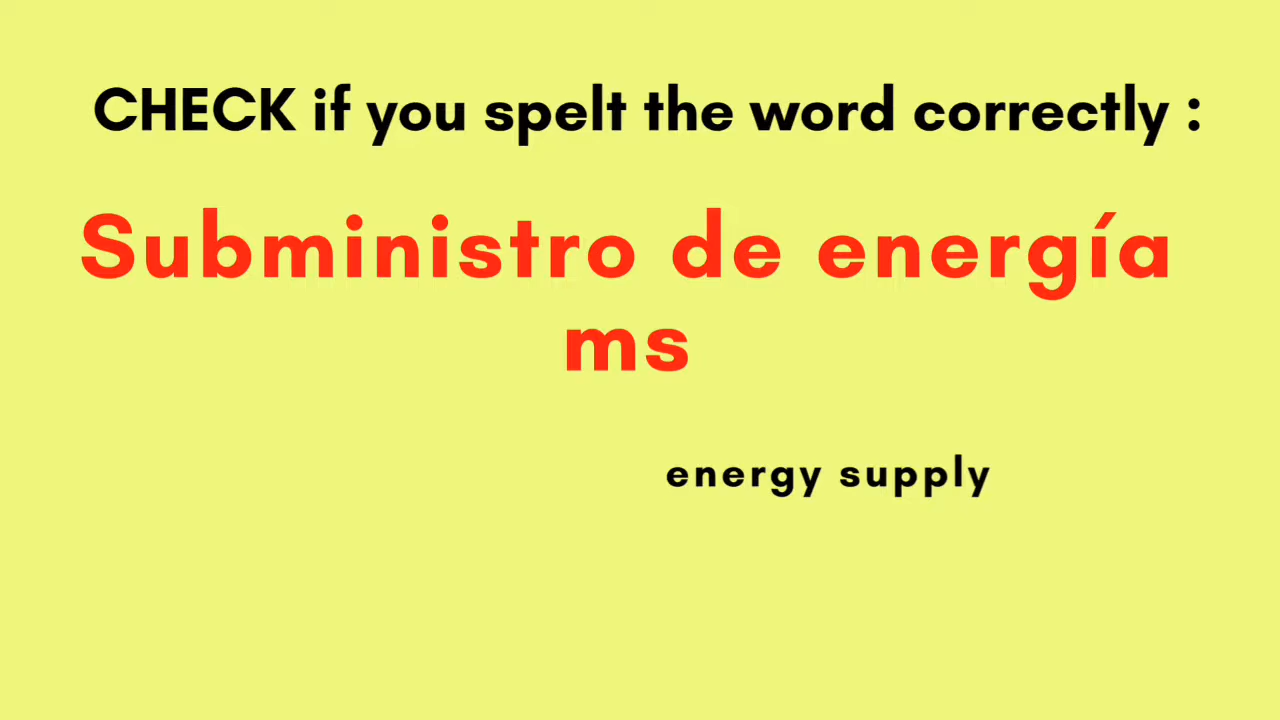 CHECK if you spelt the word correctly :
Subministro de energía
ms
energy supply